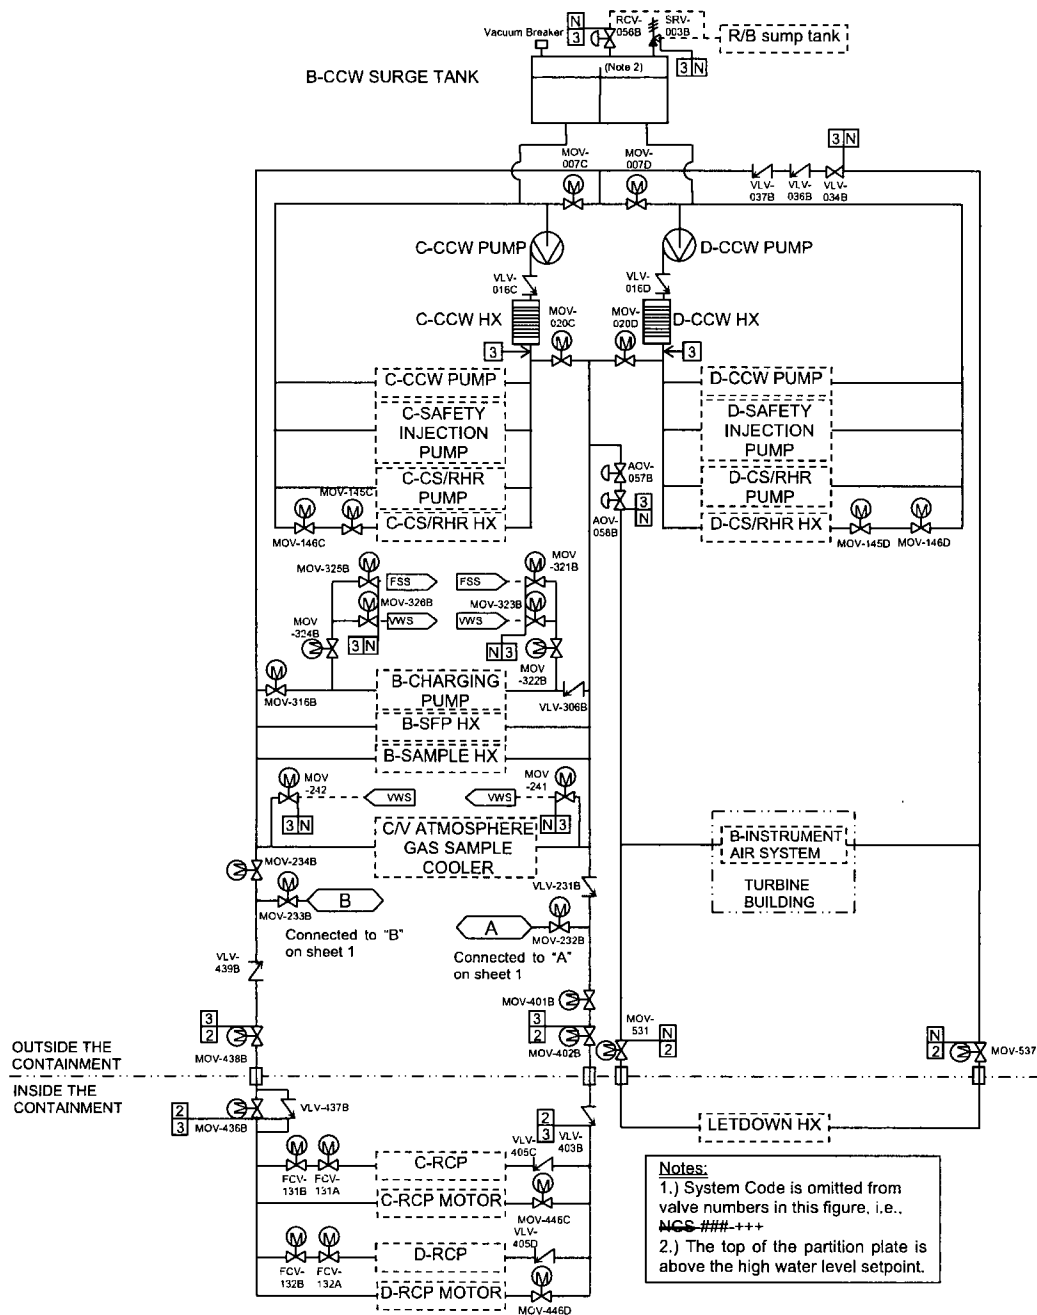 N
3
RCV-
056B
SRV-
003B
R/B sump tank
Vacuum Breaker
3 N
(Note 2)
B-CCW SURGE TANK
MOV-
007C
MOV-
007D
3 N
M
M
VLV-
037B
VLV-
036B
VLV-
034B
C-CCW PUMP
D-CCW PUMP
VLV-
016C
VLV-
016D
C-CCW HX
MOV-
020C
MOV-
020D
D-CCW HX
M
M
3
3
C-CCW PUMP
D-CCW PUMP
C-SAFETY
INJECTION
PUMP
D-SAFETY
INJECTION
PUMP
AOV-
057B
C-CS/RHR
PUMP
D-CS/RHR
PUMP
MOV-145C
M
M
AOV-
058B
3
N
M
M
C-CS/RHR HX
D-CS/RHR HX
MOV-146C
MOV-145D
MOV-146D
MOV-325B
M
M
MOV
-321B
FSS
FSS
M
MOV-326B
MOV-323B
M
MOV
-324B
VWS
VWS
M
3 N
N 3
M
MOV
-322B
M
MOV-316B
B-CHARGING
PUMP
VLV-306B
B-SFP HX
B-SAMPLE HX
M
MOV
-242
MOV
-241
M
VWS
VWS
3 N
N 3
C/V ATMOSPHERE
GAS SAMPLE
COOLER
B-INSTRUMENT
AIR SYSTEM
TURBINE
BUILDING
M
MOV-234B
VLV-231B
M
MOV-233B
B
Connected to "B"
on sheet 1
A
M
MOV-232B
Connected to "A"
on sheet 1
VLV-
439B
M
MOV-401B
3
2
M
MOV-438B
3
2
M
MOV-402B
MOV-
531
N
2
M
N
2
M
MOV-537
OUTSIDE THE
CONTAINMENT
INSIDE THE
CONTAINMENT
M
VLV-437B
2
3
MOV-436B
2
3
VLV-
403B
LETDOWN HX
M
M
C-RCP
VLV-
405C
FCV-
131B
FCV-
131A
C-RCP MOTOR
M
MOV-446C
M
M
D-RCP
VLV-
405D
FCV-
132B
FCV-
132A
D-RCP MOTOR
M
MOV-446D
Notes:
1.) System Code is omitted from
valve numbers in this figure, i.e.,
NCS-###-+++
2.) The top of the partition plate is
above the high water level setpoint.